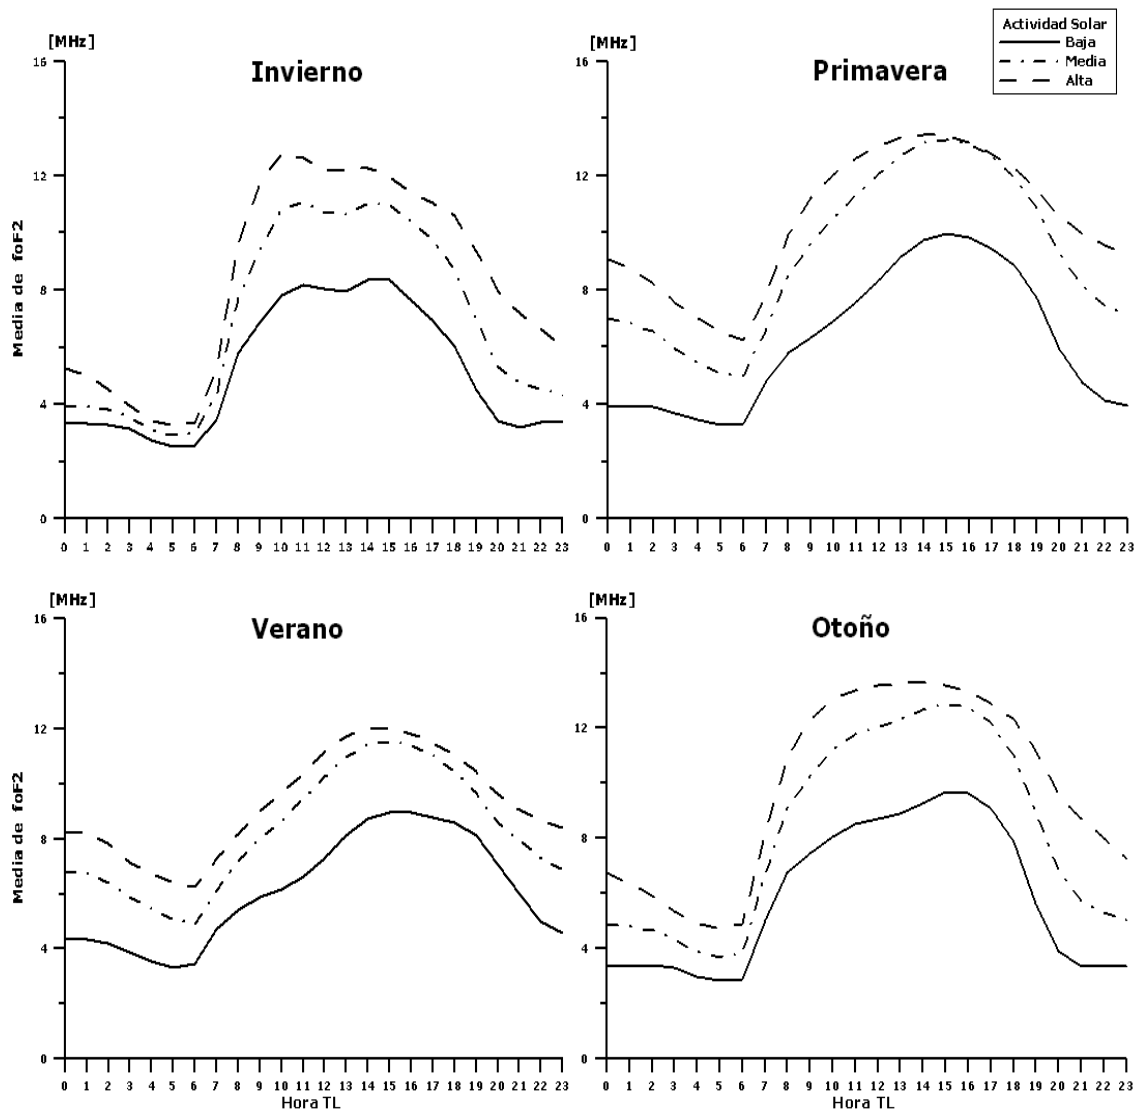 Actividad Solar
Baja
Media
Alta
[MHz]
Invierno
16
12
8
4
0
Media de foF2
0 1 2 3 4 5 6 7 8 9 10 11 12 13 14 15 16 17 18 19 20 21 22 23
[MHz]
Primavera
16
12
8
4
0
0 1 2 3 4 5 6 7 8 9 10 11 12 13 14 15 16 17 18 19 20 21 22 23
[MHz]
Verano
16
12
8
4
0
Media de foF2
0 1 2 3 4 5 6 7 8 9 10 11 12 13 14 15 16 17 18 19 20 21 22 23
Hora TL
[MHz]
Otoño
16
12
8
4
0
0 1 2 3 4 5 6 7 8 9 10 11 12 13 14 15 16 17 18 19 20 21 22 23
Hora TL